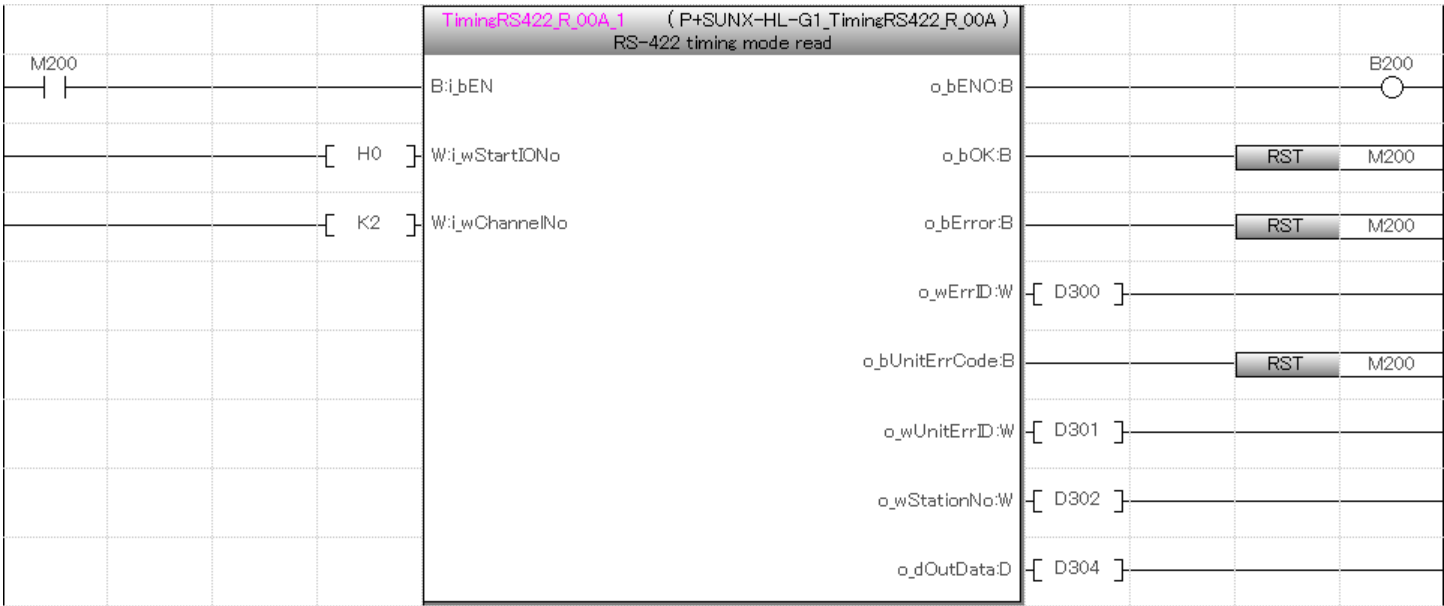 TimingRS422_R_00A_1 ( P+SUNX-HL-G1_TimingRS422_R_00A )
RS-422 timing mode read
M200 B200
B:i_bEN o_bENO:B
H0 W:i_wStartIONo o_bOK:B RST M200
K2 W:i_wChannelNo o_bError:B RST M200
o_wErrID:W D300
o_bUnitErrCode:B RST M200
o_wUnitErrID:W D301
o_wStationNo:W D302
o_dOutData:D D304